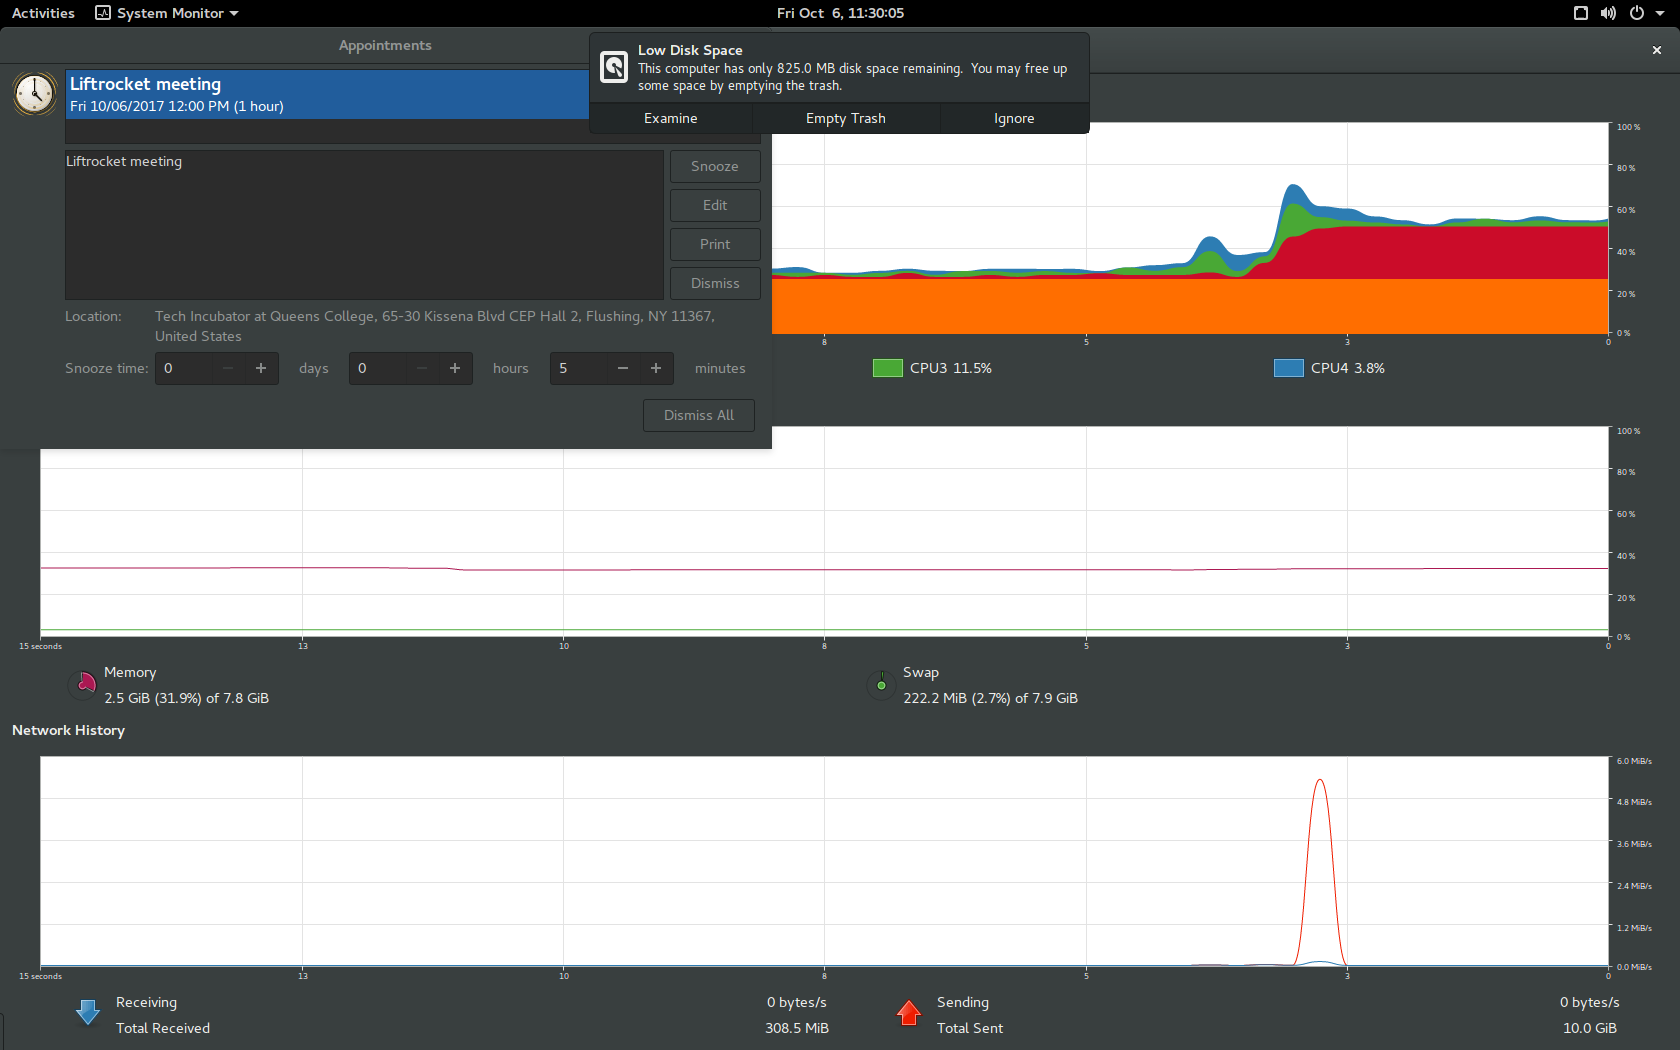 Activities
System Monitor
Fri Oct  6, 11:30:05
Appointments
Liftrocket meeting
Fri 10/06/2017 12:00 PM (1 hour)
Low Disk Space
This computer has only 825.0 MB disk space remaining.  You may free up
some space by emptying the trash.
Examine
Empty Trash
Ignore
Liftrocket meeting
Snooze
Edit
Print
Dismiss
Location:
Tech Incubator at Queens College, 65-30 Kissena Blvd CEP Hall 2, Flushing, NY 11367,
United States
Snooze time:
0
days
0
hours
5
minutes
Dismiss All
100 %
80 %
60 %
40 %
20 %
0 %
8
5
3
0
CPU3 11.5%
CPU4 3.8%
100 %
80 %
60 %
40 %
20 %
0 %
15 seconds
13
10
8
5
3
0
Memory
2.5 GiB (31.9%) of 7.8 GiB
Swap
222.2 MiB (2.7%) of 7.9 GiB
Network History
6.0 MiB/s
4.8 MiB/s
3.6 MiB/s
2.4 MiB/s
1.2 MiB/s
0.0 MiB/s
15 seconds
13
10
8
5
3
0
Receiving
0 bytes/s
Total Received
308.5 MiB
Sending
0 bytes/s
Total Sent
10.0 GiB